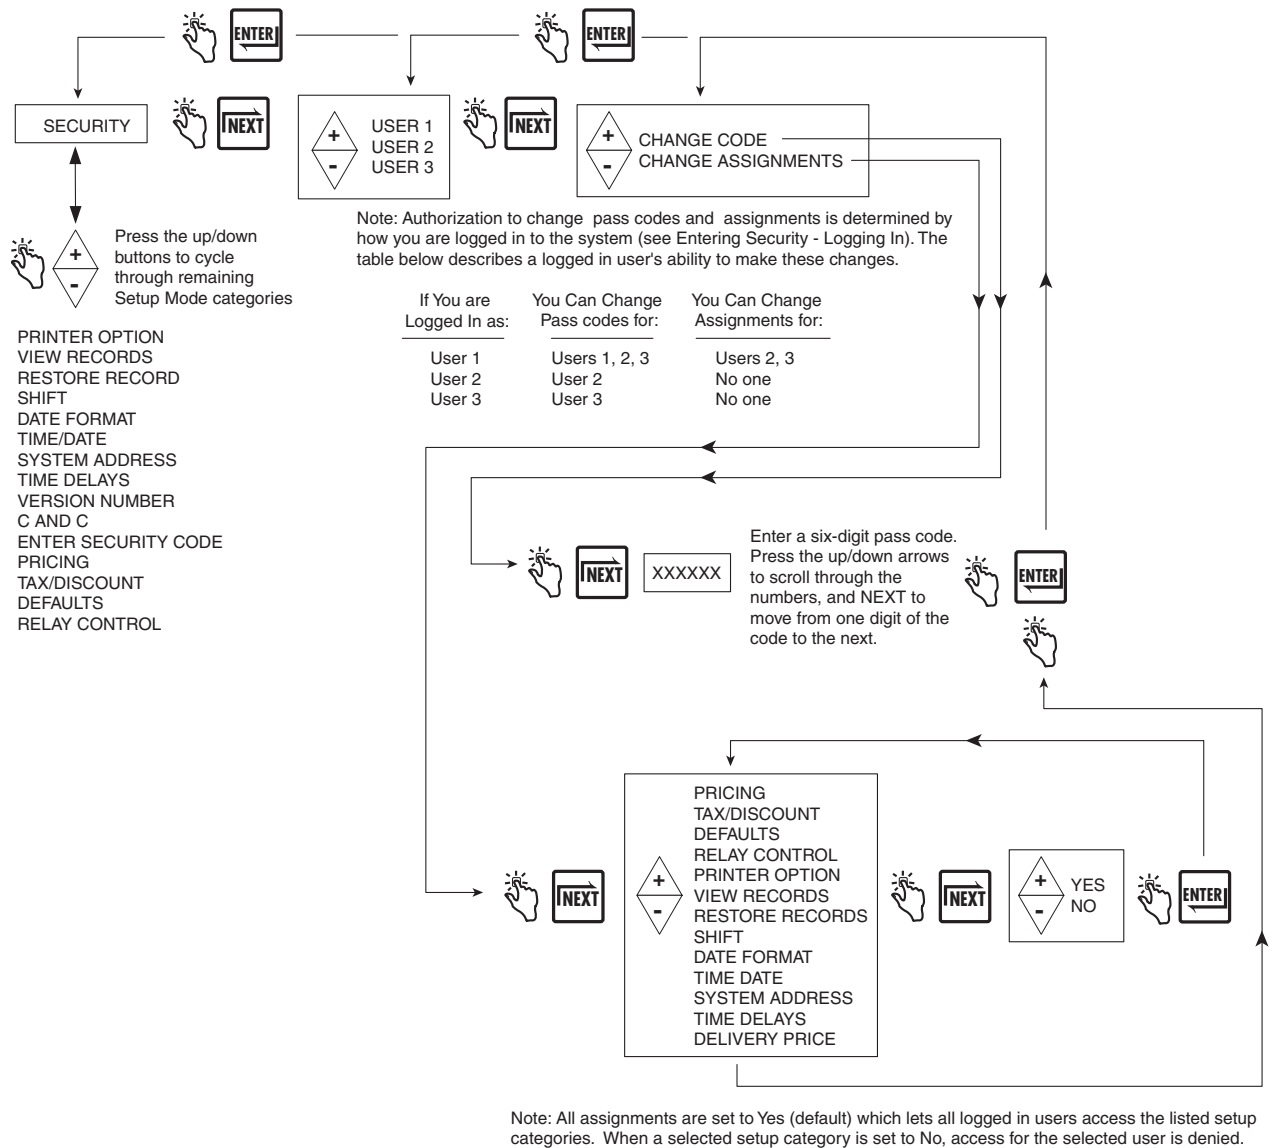 ENTER
ENTER
SECURITY
NEXT
+
-
USER 1
USER 2
USER 3
NEXT
+
-
CHANGE CODE
CHANGE ASSIGNMENTS
Note: Authorization to change pass codes and assignments is determined by
how you are logged in to the system (see Entering Security - Logging In). The
table below describes a logged in user's ability to make these changes.
+
-
Press the up/down
buttons to cycle
through remaining
Setup Mode categories
PRINTER OPTION
VIEW RECORDS
RESTORE RECORD
SHIFT
DATE FORMAT
TIME/DATE
SYSTEM ADDRESS
TIME DELAYS
VERSION NUMBER
C AND C
ENTER SECURITY CODE
PRICING
TAX/DISCOUNT
DEFAULTS
RELAY CONTROL
If You are You Can Change You Can Change
Logged In as: Pass codes for: Assignments for:
User 1 Users 1, 2, 3 Users 2, 3
User 2 User 2 No one
User 3 User 3 No one
NEXT
XXXXXX
Enter a six-digit pass code.
Press the up/down arrows
to scroll through the
numbers, and NEXT to
move from one digit of the
code to the next.
ENTER
NEXT
+
-
PRICING
TAX/DISCOUNT
DEFAULTS
RELAY CONTROL
PRINTER OPTION
VIEW RECORDS
RESTORE RECORDS
SHIFT
DATE FORMAT
TIME DATE
SYSTEM ADDRESS
TIME DELAYS
DELIVERY PRICE
NEXT
+
-
YES
NO
ENTER
Note: All assignments are set to Yes (default) which lets all logged in users access the listed setup
categories. When a selected setup category is set to No, access for the selected user is denied.